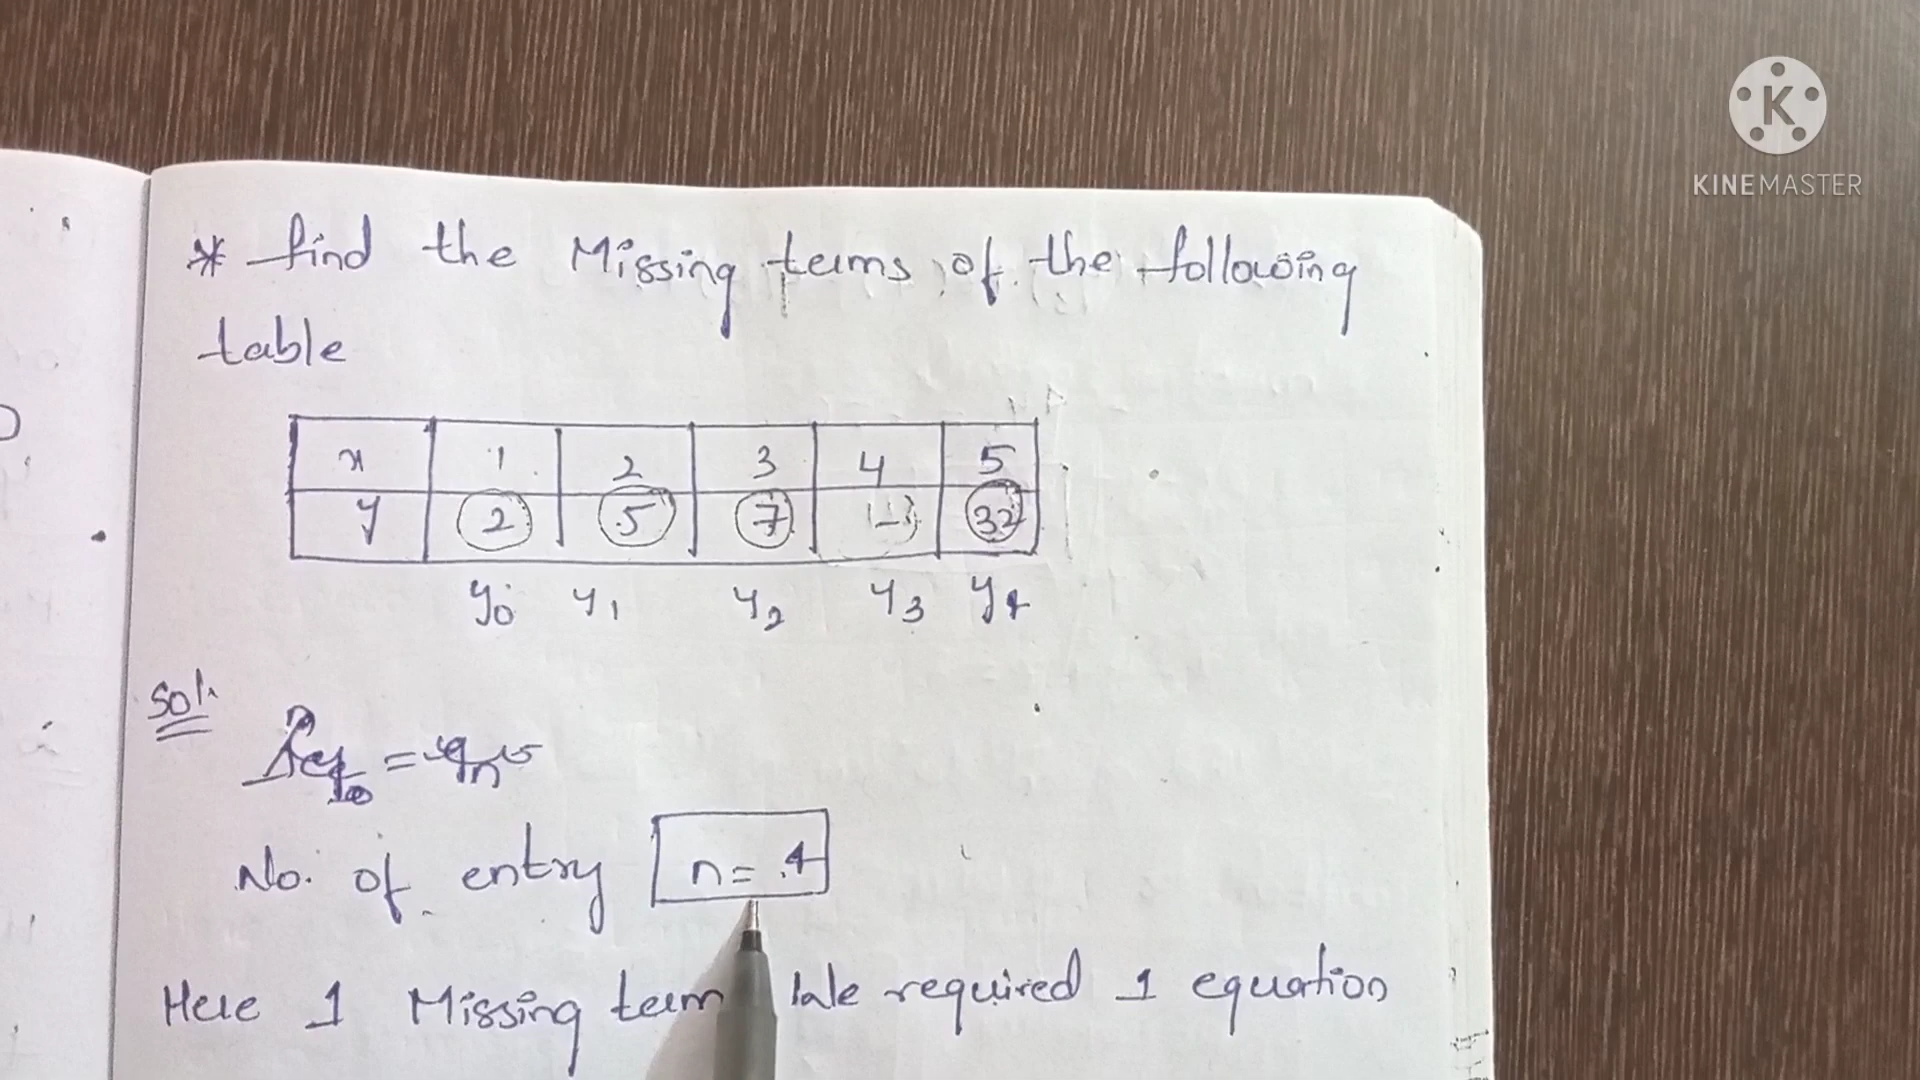 KINEMASTER
* find the Missing terms of the following
table
x 1 2 3 4 5
y 2 5 7 - 32
y0 y1 y2 y3 y4
Sol:
No. of entry n= 4
Here 1 Missing term We required 1 equation